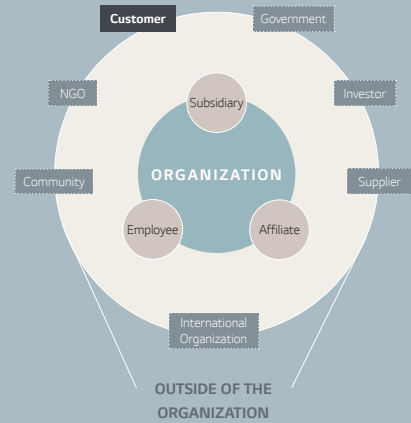 Customer
Government
NGO
Investor
Subsidiary
ORGANIZATION
Community
Supplier
Employee
Affiliate
International
Organization
OUTSIDE OF THE
ORGANIZATION